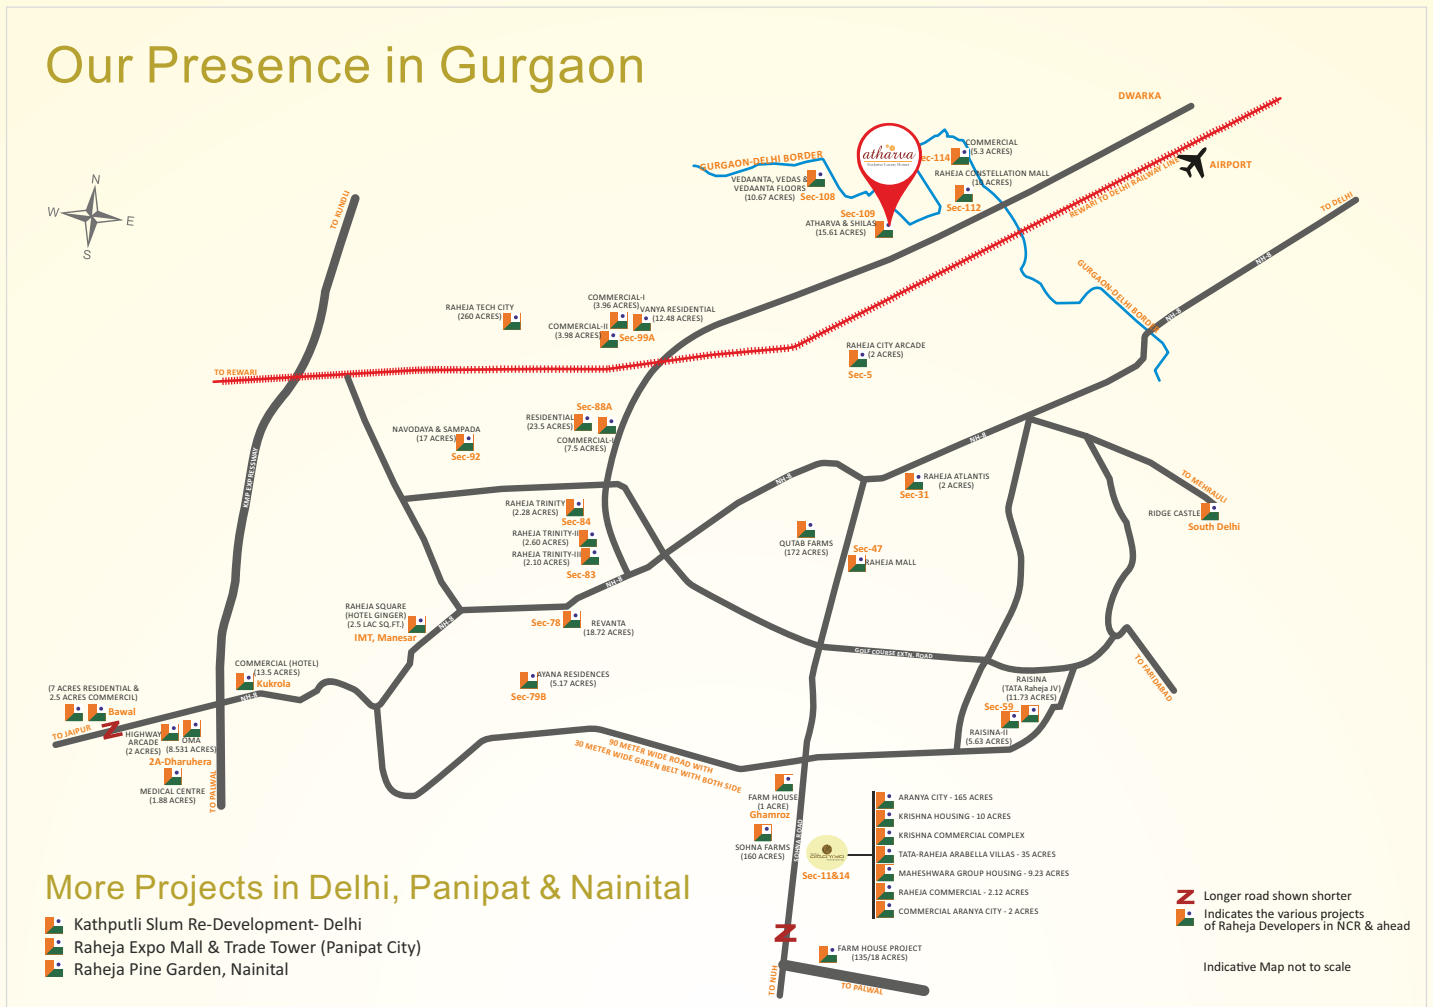 Our Presence in Gurgaon
DWARKA
N
W
E
S
TO KUNDLI
GURGAON-DELHI BORDER
atharva
Sec-114
COMMERCIAL
(5.3 ACRES)
REWARI TO DELHI RAILWAY LINE
AIRPORT
VEDAANTA, VEDAS &
VEDAANTA FLOORS
(10.67 ACRES)
Sec-108
RAHEJA CONSTELLATION MALL
(10 ACRES)
Sec-112
Sec-109
ATHARVA & SHILAS
(15.61 ACRES)
TO DELHI
NH-8
GURGAON-DELHI BORDER
NH-8
RAHEJA TECH CITY
(260 ACRES)
COMMERCIAL-I
(3.96 ACRES)
VANYA RESIDENTIAL
(12.48 ACRES)
COMMERCIAL-II
(3.98 ACRES)
Sec-99A
RAHEJA CITY ARCADE
(2 ACRES)
Sec-5
TO REWARI
Sec-88A
RESIDENTIAL
(23.5 ACRES)
COMMERCIAL-I
(7.5 ACRES)
NAVODAYA & SAMPADA
(17 ACRES)
Sec-92
KMP EXPRESSWAY
NH-8
NH-8
RAHEJA ATLANTIS
(2 ACRES)
Sec-31
TO MEHRAULI
RIDGE CASTLE
South Delhi
RAHEJA TRINITY
(2.28 ACRES)
Sec-84
RAHEJA TRINITY-II
(2.60 ACRES)
RAHEJA TRINITY-III
(2.10 ACRES)
Sec-83
QUTAB FARMS
(172 ACRES)
Sec-47
RAHEJA MALL
NH-8
RAHEJA SQUARE
(HOTEL GINGER)
(2.5 LAC SQ.FT.)
IMT, Manesar
NH-8
Sec-78
REVANTA
(18.72 ACRES)
GOLF COURSE EXTN. ROAD
TO FARIDABAD
COMMERCIAL (HOTEL)
(13.5 ACRES)
Kukrola
NH-8
AYANA RESIDENCES
(5.17 ACRES)
Sec-79B
RAISINA
(TATA Raheja JV)
(11.73 ACRES)
Sec-59
RAISINA-II
(5.63 ACRES)
(7 ACRES RESIDENTIAL &
2.5 ACRES COMMERCIL)
Bawal
TO JAIPUR
HIGHWAY
ARCADE
(2 ACRES)
OMA
(8.531 ACRES)
2A-Dharuhera
MEDICAL CENTRE
(1.88 ACRES)
TO PALWAL
90 METER WIDE ROAD WITH
30 METER WIDE GREEN BELT WITH BOTH SIDE
FARM HOUSE
(1 ACRE)
Ghamroz
SOHNA FARMS
(160 ACRES)
SOHNA ROAD
Sec-11&14
ARANYA CITY - 165 ACRES
KRISHNA HOUSING - 10 ACRES
KRISHNA COMMERCIAL COMPLEX
TATA-RAHEJA ARABELLA VILLAS - 35 ACRES
MAHESHWARA GROUP HOUSING - 9.23 ACRES
RAHEJA COMMERCIAL - 2.12 ACRES
COMMERCIAL ARANYA CITY - 2 ACRES
FARM HOUSE PROJECT
(135/18 ACRES)
TO NUH
TO PALWAL
More Projects in Delhi, Panipat & Nainital
Kathputli Slum Re-Development- Delhi
Raheja Expo Mall & Trade Tower (Panipat City)
Raheja Pine Garden, Nainital
Longer road shown shorter
Indicates the various projects
of Raheja Developers in NCR & ahead
Indicative Map not to scale